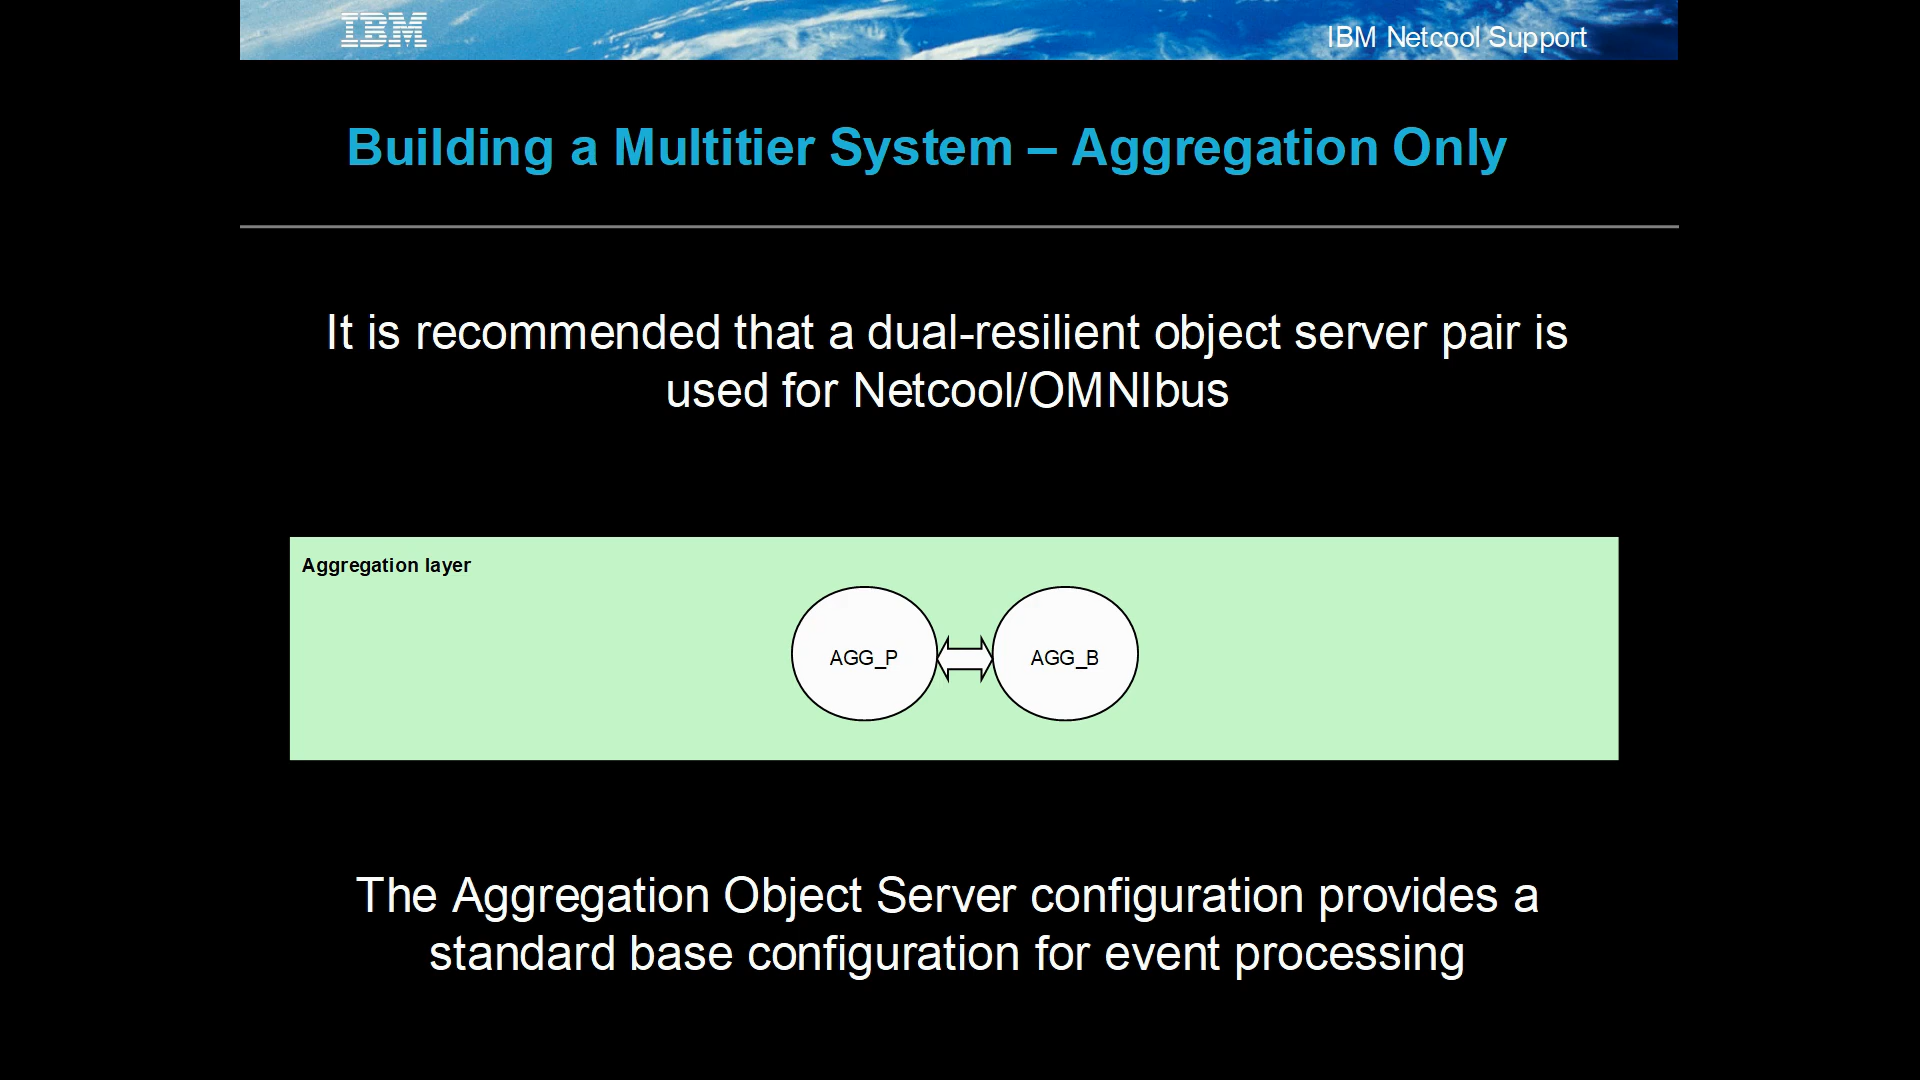 IBM
IBM Netcool Support
Building a Multitier System – Aggregation Only
It is recommended that a dual-resilient object server pair is
used for Netcool/OMNIbus
Aggregation layer
AGG_P
AGG_B
The Aggregation Object Server configuration provides a
standard base configuration for event processing